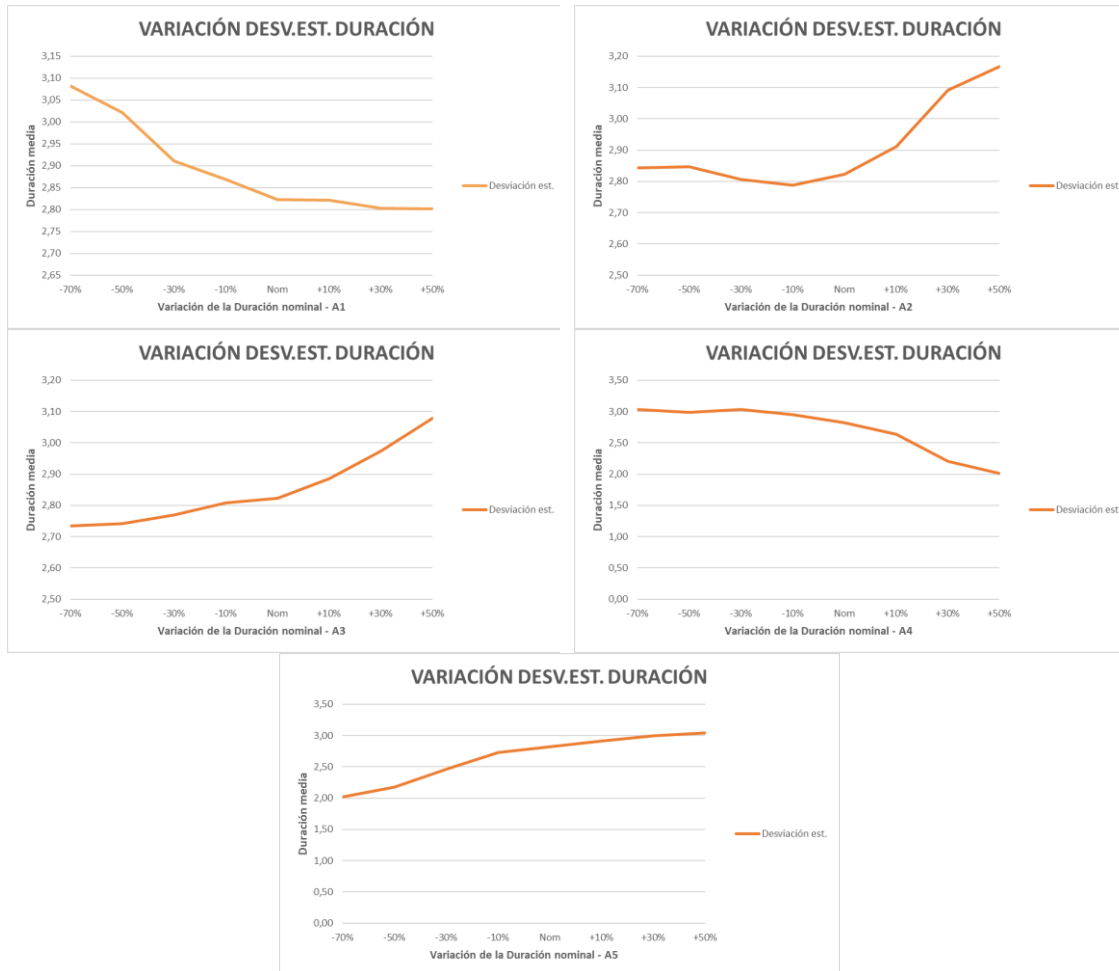 VARIACIÓN DESV.EST. DURACIÓN
3,15
3,10
3,05
3,00
2,95
2,90
2,85
2,80
2,75
2,70
2,65
Duración media
-70% -50% -30% -10% Nom +10% +30% +50%
Variación de la Duración nominal - A1
Desviación est.
VARIACIÓN DESV.EST. DURACIÓN
3,20
3,10
3,00
2,90
2,80
2,70
2,60
2,50
Duración media
-70% -50% -30% -10% Nom +10% +30% +50%
Variación de la Duración nominal - A2
Desviación est.
VARIACIÓN DESV.EST. DURACIÓN
3,20
3,10
3,00
2,90
2,80
2,70
2,60
2,50
Duración media
-70% -50% -30% -10% Nom +10% +30% +50%
Variación de la Duración nominal - A3
Desviación est.
VARIACIÓN DESV.EST. DURACIÓN
3,50
3,00
2,50
2,00
1,50
1,00
0,50
0,00
Duración media
-70% -50% -30% -10% Nom +10% +30% +50%
Variación de la Duración nominal - A4
Desviación est.
VARIACIÓN DESV.EST. DURACIÓN
3,50
3,00
2,50
2,00
1,50
1,00
0,50
0,00
Duración media
-70% -50% -30% -10% Nom +10% +30% +50%
Variación de la Duración nominal - A5
Desviación est.